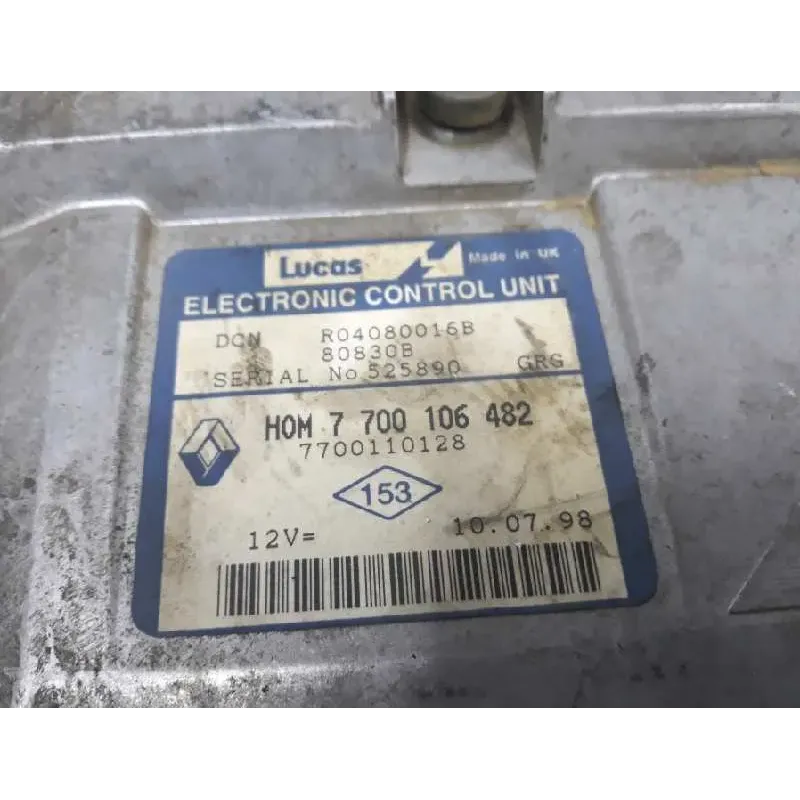 Lucas Made in UK
ELECTRONIC CONTROL UNIT
DCN R04080016B
80830B
SERIAL No 525890 GRG
HOM 7 700 106 482
7700110128
153
12V= 10.07.98